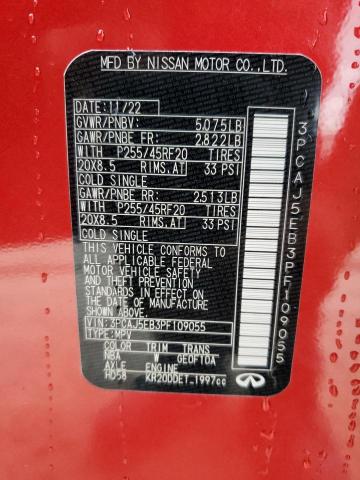 MFD BY NISSAN MOTOR CO.,LTD.
DATE:11/22
GVWR/PNBV: 5,075LB
GAWR/PNBE FR: 2,822LB
WITH P255/45RF20 TIRES
20X8.5 RIMS,AT 33 PSI
COLD SINGLE
GAWR/PNBE RR: 2,513LB
WITH P255/45RF20 TIRES
20X8.5 RIMS,AT 33 PSI
COLD SINGLE
THIS VEHICLE CONFORMS TO
ALL APPLICABLE FEDERAL
MOTOR VEHICLE SAFETY
AND THEFT PREVENTION
STANDARDS IN EFFECT ON
THE DATE OF MANUFACTURE
SHOWN ABOVE.
VIN:3PCAJ5EB3PF109055
TYPE:MPV
COLOR TRIM TRANS
NBA W GE0F10A
AXLE ENGINE
HD58 KR20DDET-1997cc
3PCAJ5EB3PF109055